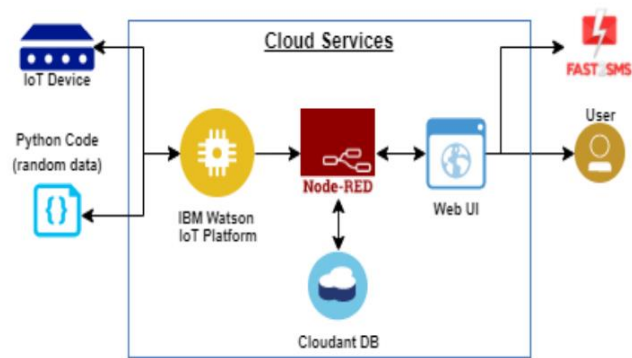 Cloud Services
IoT Device
FAST2SMS
Python Code
(random data)
User
Node-RED
Web UI
IBM Watson
IoT Platform
Cloudant DB